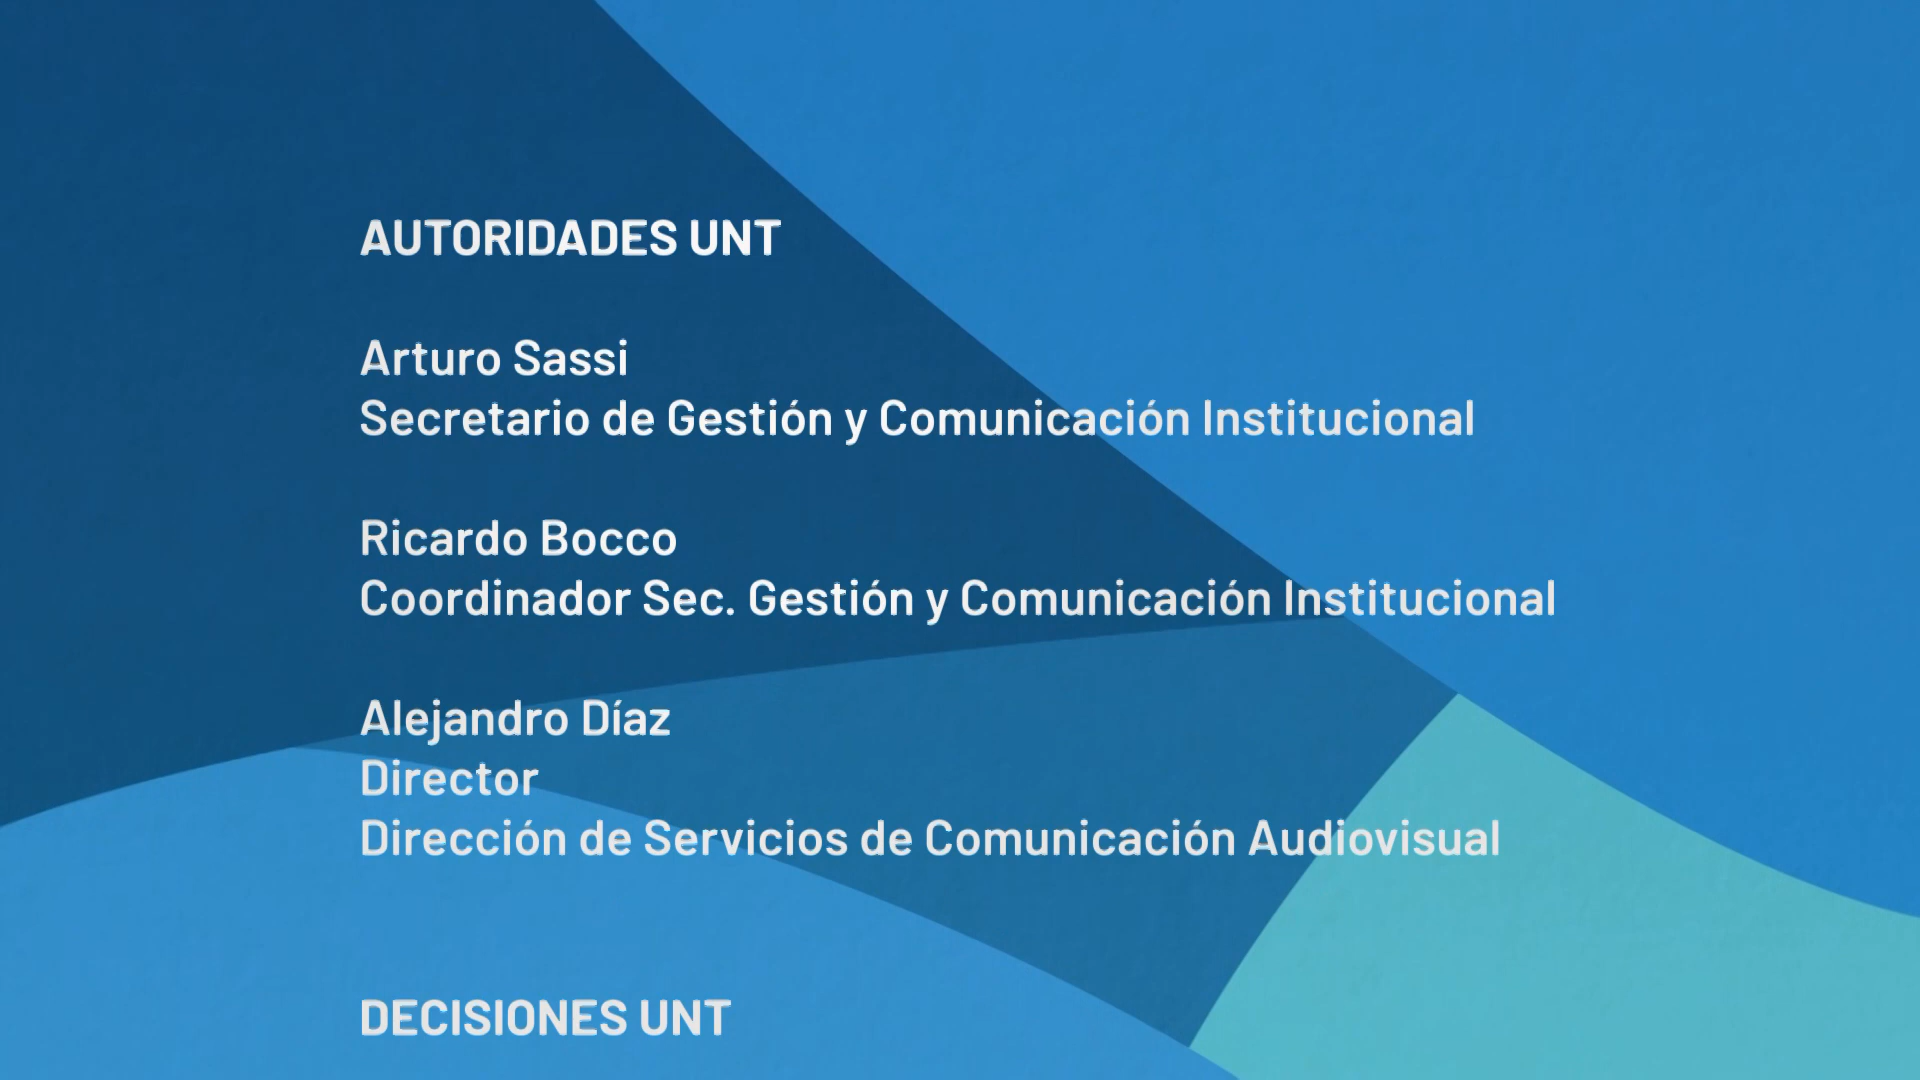 AUTORIDADES UNT
Arturo Sassi
Secretario de Gestión y Comunicación Institucional
Ricardo Bocco
Coordinador Sec. Gestión y Comunicación Institucional
Alejandro Díaz
Director
Dirección de Servicios de Comunicación Audiovisual
DECISIONES UNT